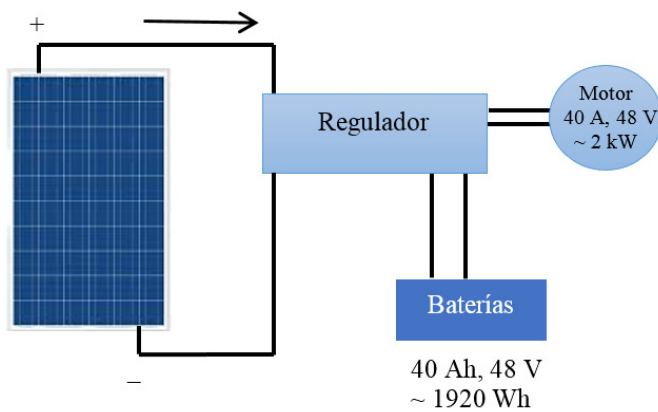 +
Regulador
Motor
40 A, 48 V
~ 2 kW
Baterías
_
40 Ah, 48 V
~ 1920 Wh